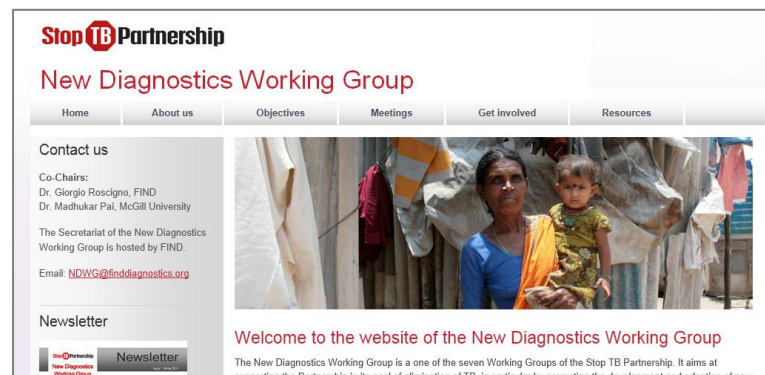 Stop TB Partnership
New Diagnostics Working Group
Home About us Objectives Meetings Get involved Resources
Contact us
Co-Chairs:
Dr. Giorgio Roscigno, FIND
Dr. Madhukar Pai, McGill University
The Secretariat of the New Diagnostics
Working Group is hosted by FIND.
Email: NDWG@finddiagnostics.org
Newsletter
Stop TB Partnership
Newsletter
New Diagnostics
Working Group
Welcome to the website of the New Diagnostics Working Group
The New Diagnostics Working Group is a one of the seven Working Groups of the Stop TB Partnership. It aims at